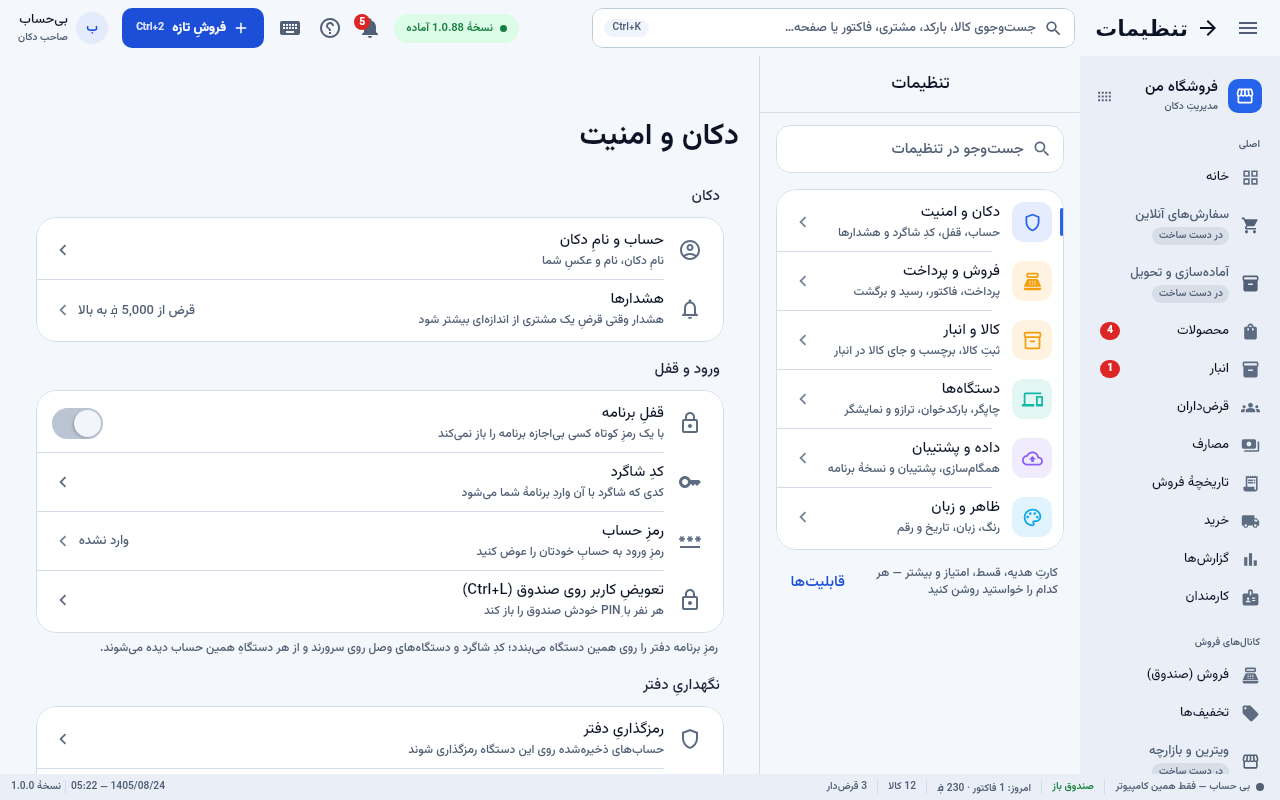 تنظیمات
جست‌وجوی کالا، بارکد، مشتری، فاکتور یا صفحه...
Ctrl+K
نسخهٔ 1.0.88 آماده
5
فروشِ تازه Ctrl+2
ب
بی‌حساب
صاحب دکان
فروشگاه من
مدیریتِ دکان
اصلی
خانه
سفارش‌های آنلاین
در دست ساخت
آماده‌سازی و تحویل
در دست ساخت
محصولات
4
انبار
1
قرض‌داران
مصارف
تاریخچهٔ فروش
خرید
گزارش‌ها
کارمندان
کانال‌های فروش
فروش (صندوق)
تخفیف‌ها
ویترین و بازارچه
در دست ساخت
تنظیمات
جست‌وجو در تنظیمات
دکان و امنیت
حساب، قفل، کدِ شاگرد و هشدارها
فروش و پرداخت
پرداخت، فاکتور، رسید و برگشت
کالا و انبار
ثبتِ کالا، برچسب و جای کالا در انبار
دستگاه‌ها
چاپگر، بارکدخوان، ترازو و نمایشگر
داده و پشتیبان
همگام‌سازی، پشتیبان و نسخهٔ برنامه
ظاهر و زبان
رنگ، زبان، تاریخ و رقم
کارتِ هدیه، قسط، امتیاز و بیشتر — هر
کدام را خواستید روشن کنید
قابلیت‌ها
دکان و امنیت
دکان
حساب و نامِ دکان
نامِ دکان، نام و عکسِ شما
هشدارها
هشدار وقتی قرضِ یک مشتری از اندازه‌ای بیشتر شود
قرض از 5,000 ؋ به بالا
ورود و قفل
قفلِ برنامه
با یک رمزِ کوتاه کسی بی‌اجازه برنامه را باز نمی‌کند
کدِ شاگرد
کدی که شاگرد با آن واردِ برنامهٔ شما می‌شود
رمزِ حساب
رمزِ ورود به حسابِ خودتان را عوض کنید
وارد نشده
تعویضِ کاربر روی صندوق (Ctrl+L)
هر نفر با PINِ خودش صندوق را باز کند
رمزِ برنامه دفتر را روی همین دستگاه می‌بندد؛ کدِ شاگرد و دستگاه‌های وصل روی سرورند و از هر دستگاهِ همین حساب دیده می‌شوند.
نگهداریِ دفتر
رمزگذاریِ دفتر
حساب‌های ذخیره‌شده روی این دستگاه رمزگذاری شوند
بی حساب — فقط همین کامپیوتر
صندوق باز
امروز: 1 فاکتور · 230 ؋
12 کالا
3 قرض‌دار
1405/08/24 — 05:22
نسخهٔ 1.0.0